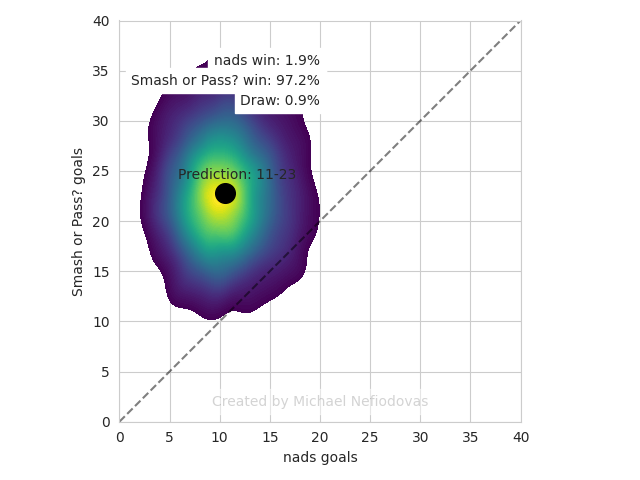 40
35
30
25
20
15
10
5
0
Smash or Pass? goals
nads win: 1.9%
Smash or Pass? win: 97.2%
Draw: 0.9%
Prediction: 11-23
Created by Michael Nefiodovas
0 5 10 15 20 25 30 35 40
nads goals